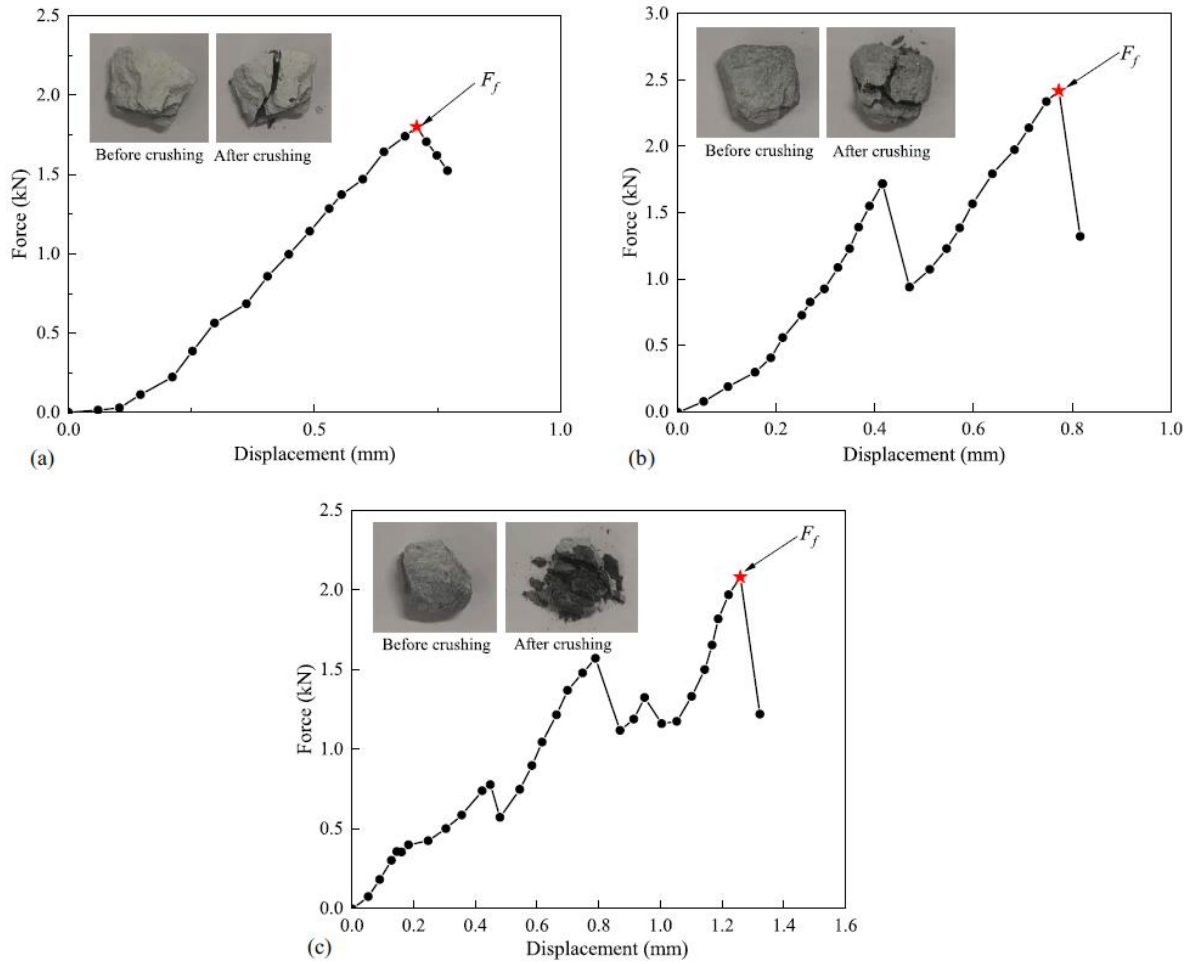 2.5
2.0
1.5
1.0
0.5
0.0
Force (kN)
Before crushing
After crushing
F_f
0.0 0.5 1.0
Displacement (mm)
(a)
3.0
2.5
2.0
1.5
1.0
0.5
0.0
Force (kN)
Before crushing
After crushing
F_f
0.0 0.2 0.4 0.6 0.8 1.0
Displacement (mm)
(b)
2.5
2.0
1.5
1.0
0.5
0.0
Force (kN)
Before crushing
After crushing
F_f
0.0 0.2 0.4 0.6 0.8 1.0 1.2 1.4 1.6
Displacement (mm)
(c)